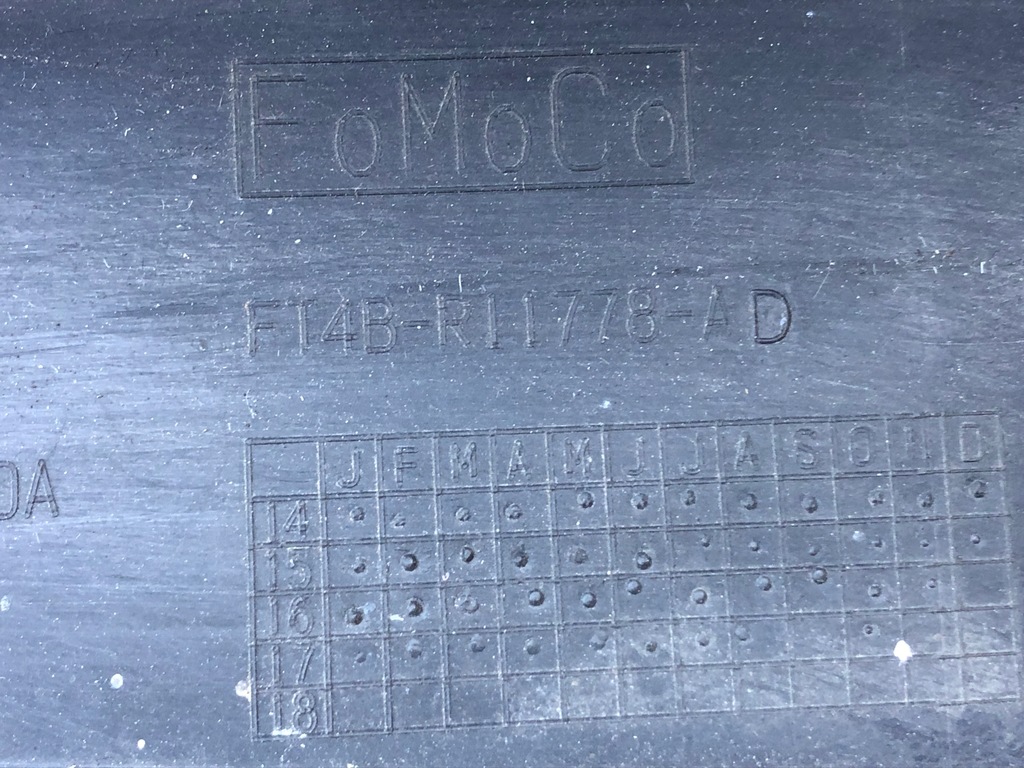 FoMoCo
FT4B-R11778-AD
DA
J F M A M J J A S O N D
14
15
16
17
18